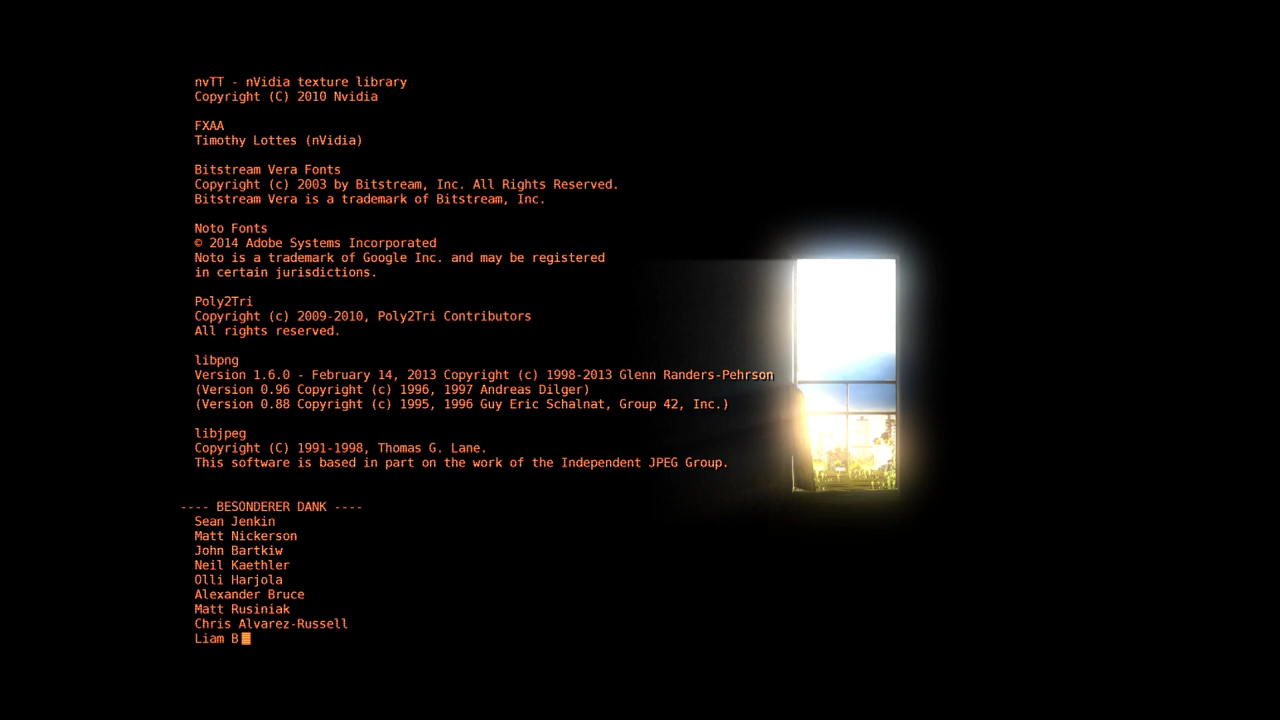 nvTT - nVidia texture library
Copyright (C) 2010 Nvidia
FXAA
Timothy Lottes (nVidia)
Bitstream Vera Fonts
Copyright (c) 2003 by Bitstream, Inc. All Rights Reserved.
Bitstream Vera is a trademark of Bitstream, Inc.
Noto Fonts
© 2014 Adobe Systems Incorporated
Noto is a trademark of Google Inc. and may be registered
in certain jurisdictions.
Poly2Tri
Copyright (c) 2009-2010, Poly2Tri Contributors
All rights reserved.
libpng
Version 1.6.0 - February 14, 2013 Copyright (c) 1998-2013 Glenn Randers-Pehrson
(Version 0.96 Copyright (c) 1996, 1997 Andreas Dilger)
(Version 0.88 Copyright (c) 1995, 1996 Guy Eric Schalnat, Group 42, Inc.)
libjpeg
Copyright (C) 1991-1998, Thomas G. Lane.
This software is based in part on the work of the Independent JPEG Group.
---- BESONDERER DANK ----
Sean Jenkin
Matt Nickerson
John Bartkiw
Neil Kaethler
Olli Harjola
Alexander Bruce
Matt Rusiniak
Chris Alvarez-Russell
Liam B